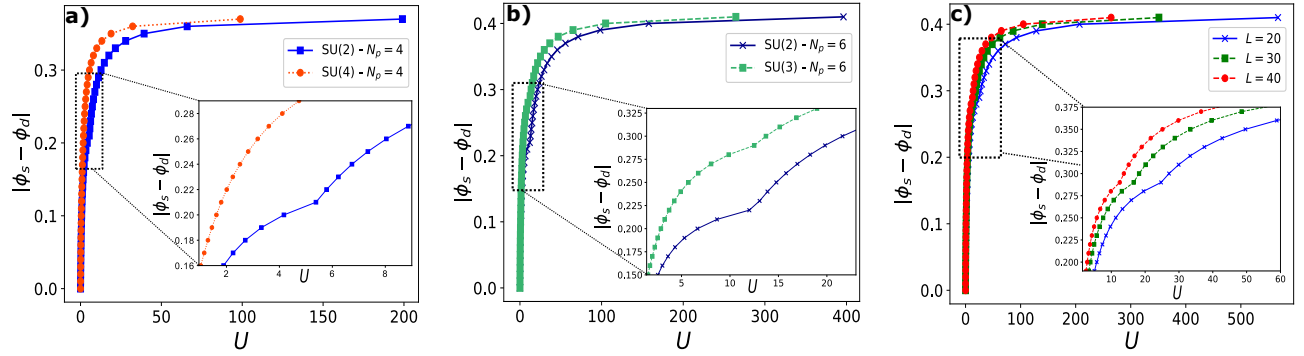 a)
|ϕ_s − ϕ_d|
0.3
0.2
0.1
0.0
SU(2) - N_p = 4
SU(4) - N_p = 4
|ϕ_s − ϕ_d|
0.28
0.26
0.24
0.22
0.20
0.18
0.16
2 4 6 8
U
0 50 100 150 200
U
b)
|ϕ_s − ϕ_d|
0.4
0.3
0.2
0.1
0.0
SU(2) - N_p = 6
SU(3) - N_p = 6
|ϕ_s − ϕ_d|
0.325
0.300
0.275
0.250
0.225
0.200
0.175
0.150
5 10 15 20
U
0 100 200 300 400
U
c)
|ϕ_s − ϕ_d|
0.4
0.3
0.2
0.1
0.0
L = 20
L = 30
L = 40
|ϕ_s − ϕ_d|
0.375
0.350
0.325
0.300
0.275
0.250
0.225
0.200
10 20 30 40 50 60
U
0 100 200 300 400 500
U